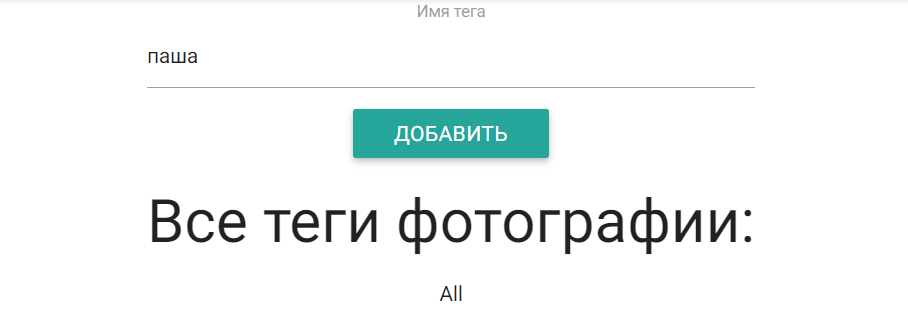 Имя тега
паша
ДОБАВИТЬ
Все теги фотографии:
All